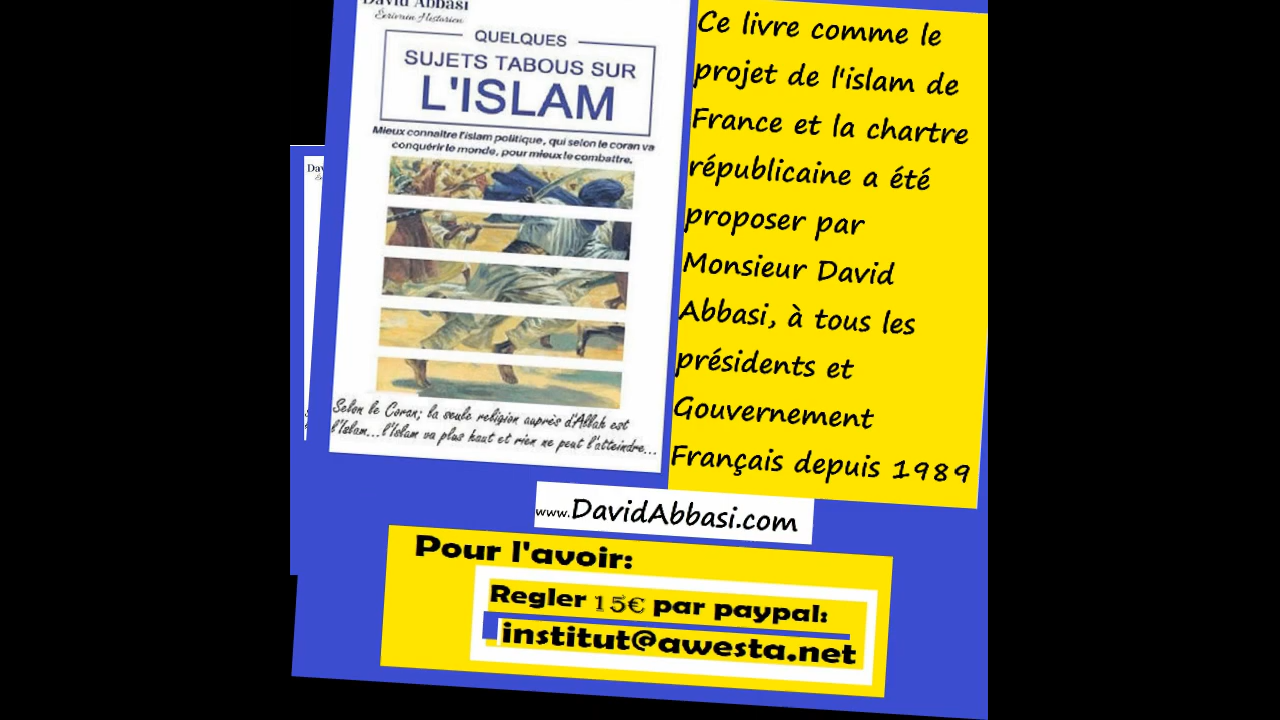 David Abbasi
Écrivain Historien
QUELQUES
SUJETS TABOUS SUR
L'ISLAM
Mieux connaître l'islam politique, qui selon le coran va
conquérir le monde, pour mieux le combattre.
Selon le Coran; la seule religion auprès d'Allah est
l'Islam...l'Islam va plus haut et rien ne peut l'atteindre...
Ce livre comme le
projet de l'islam de
France et la chartre
républicaine a été
proposer par
Monsieur David
Abbasi, à tous les
présidents et
Gouvernement
Français depuis 1989
www.DavidAbbasi.com
Pour l'avoir:
Regler 15€ par paypal:
institut@awesta.net